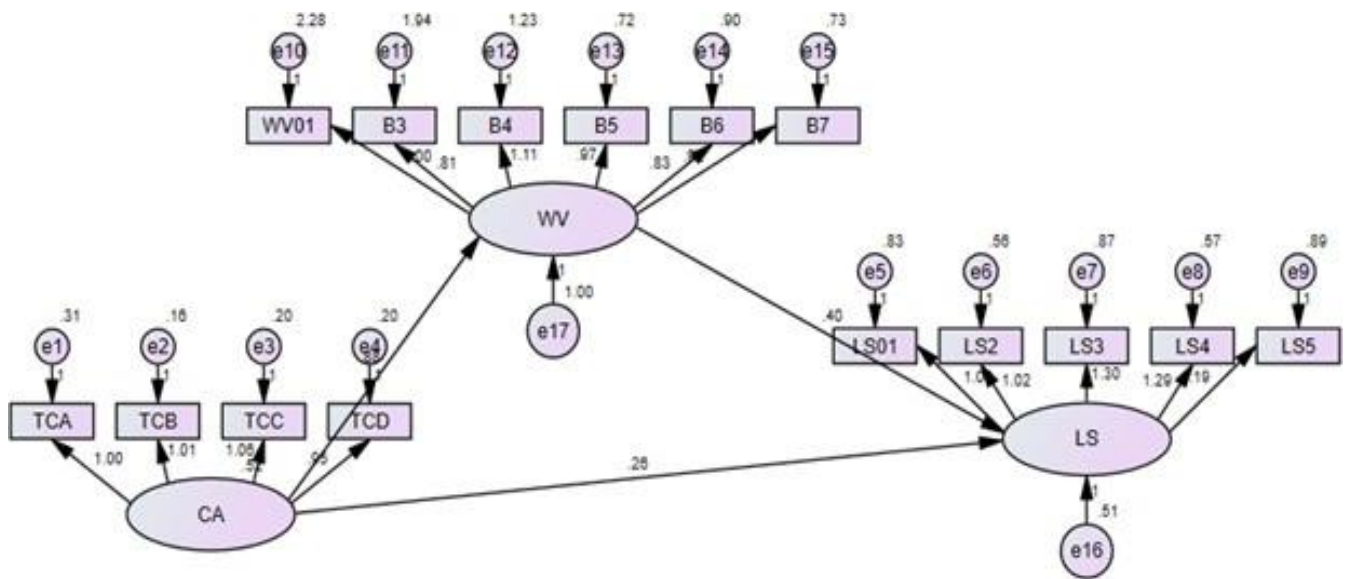 2.28 1.94 1.23 .72 .90 .73
e10 e11 e12 e13 e14 e15
1 1 1 1 1 1
WV01 B3 B4 B5 B6 B7
.81 1.11 .97 .83
WV
.83 .56 .87 .57 .89
e5 e6 e7 e8 e9
1 1 1 1 1 1
1.00 .40
e17
LS01 LS2 LS3 LS4 LS5
.31 .16 .20 .20
e1 e2 e3 e4
1.02 1.30 1.29
1 1 1
TCA TCB TCC TCD
LS
1.00 1.01 1.06
.26
CA
1
.51
e16